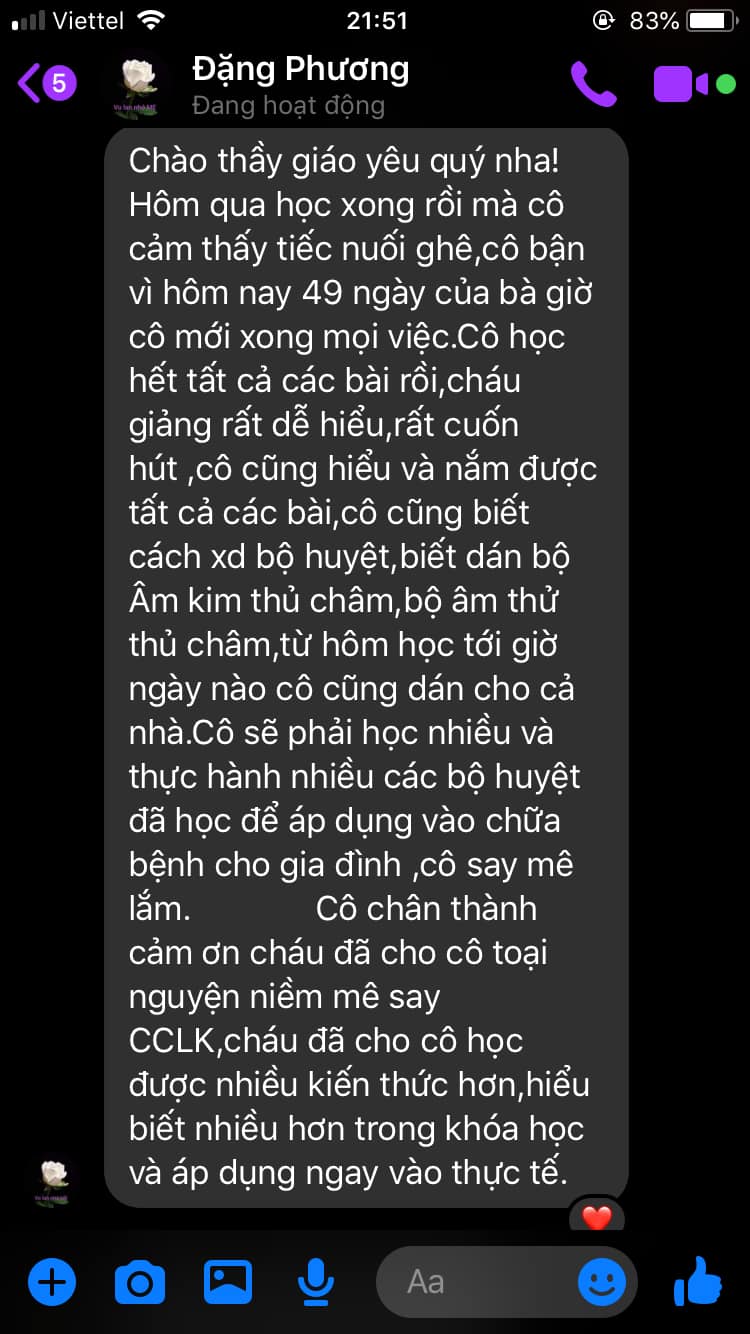 Viettel 21:51 83%
5 Đặng Phương
Đang hoạt động
Chào thầy giáo yêu quý nha!
Hôm qua học xong rồi mà cô
cảm thấy tiếc nuối ghê,cô bận
vì hôm nay 49 ngày của bà giờ
cô mới xong mọi việc.Cô học
hết tất cả các bài rồi,cháu
giảng rất dễ hiểu,rất cuốn
hút ,cô cũng hiểu và nắm được
tất cả các bài,cô cũng biết
cách xd bộ huyệt,biết dán bộ
Âm kim thủ châm,bộ âm thử
thủ châm,từ hôm học tới giờ
ngày nào cô cũng dán cho cả
nhà.Cô sẽ phải học nhiều và
thực hành nhiều các bộ huyệt
đã học để áp dụng vào chữa
bệnh cho gia đình ,cô say mê
lắm. Cô chân thành
cảm ơn cháu đã cho cô toại
nguyện niềm mê say
CCLK,cháu đã cho cô học
được nhiều kiến thức hơn,hiểu
biết nhiều hơn trong khóa học
và áp dụng ngay vào thực tế.
Aa